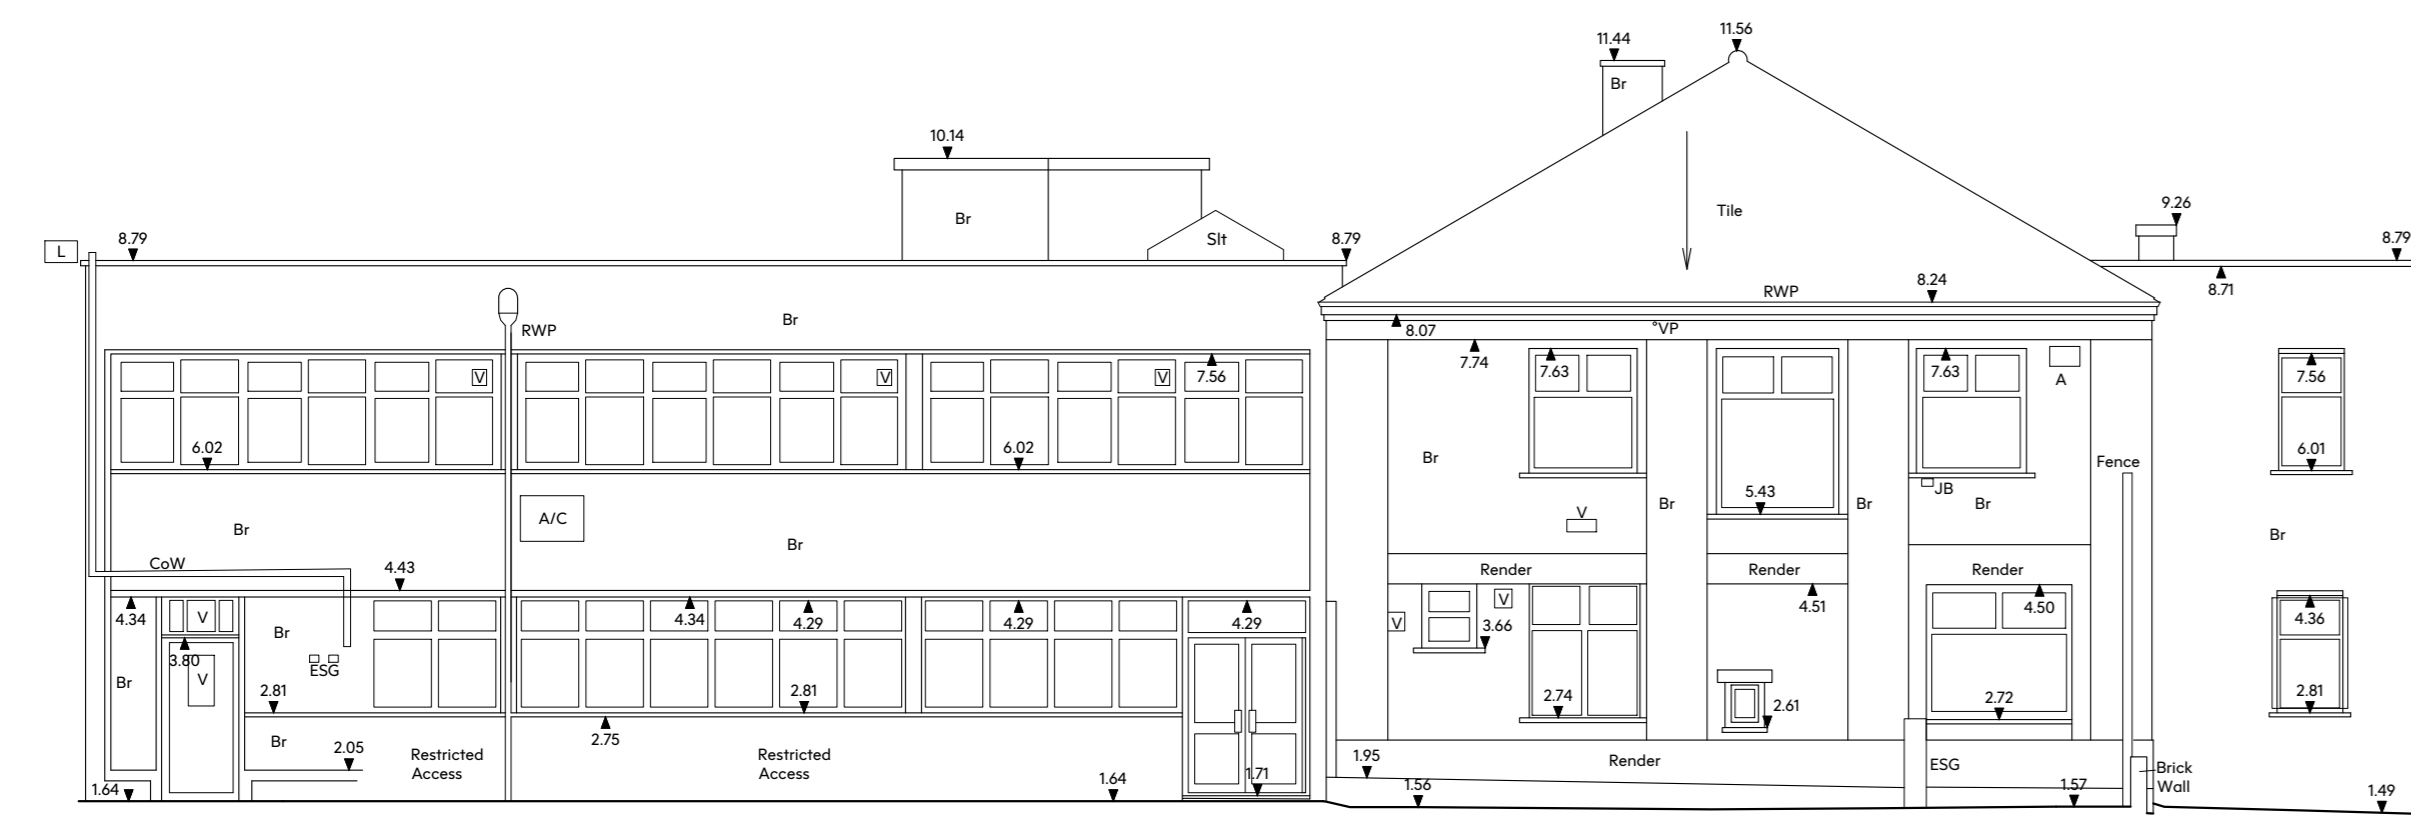 11.56
11.44
Br
10.14
9.26
Tile
Br
Slt
L
8.79
8.79
8.79
8.71
8.24
RWP
RWP
Br
8.07
°VP
7.74
7.63
7.63
A
V
V
V
7.56
7.56
6.02
6.02
6.01
Br
Fence
5.43
JB
Br
Br
Br
V
A/C
Br
Br
Br
CoW
4.43
Render
Render
Render
4.34
V
Br
4.34
4.29
4.29
4.29
V
V
3.66
4.51
4.50
4.36
3.80
V
ESG
Br
2.81
2.81
2.74
2.61
2.72
2.81
2.75
Br
2.05
Restricted
Access
Restricted
Access
1.95
Render
ESG
Brick
Wall
1.64
1.64
1.71
1.56
1.57
1.49